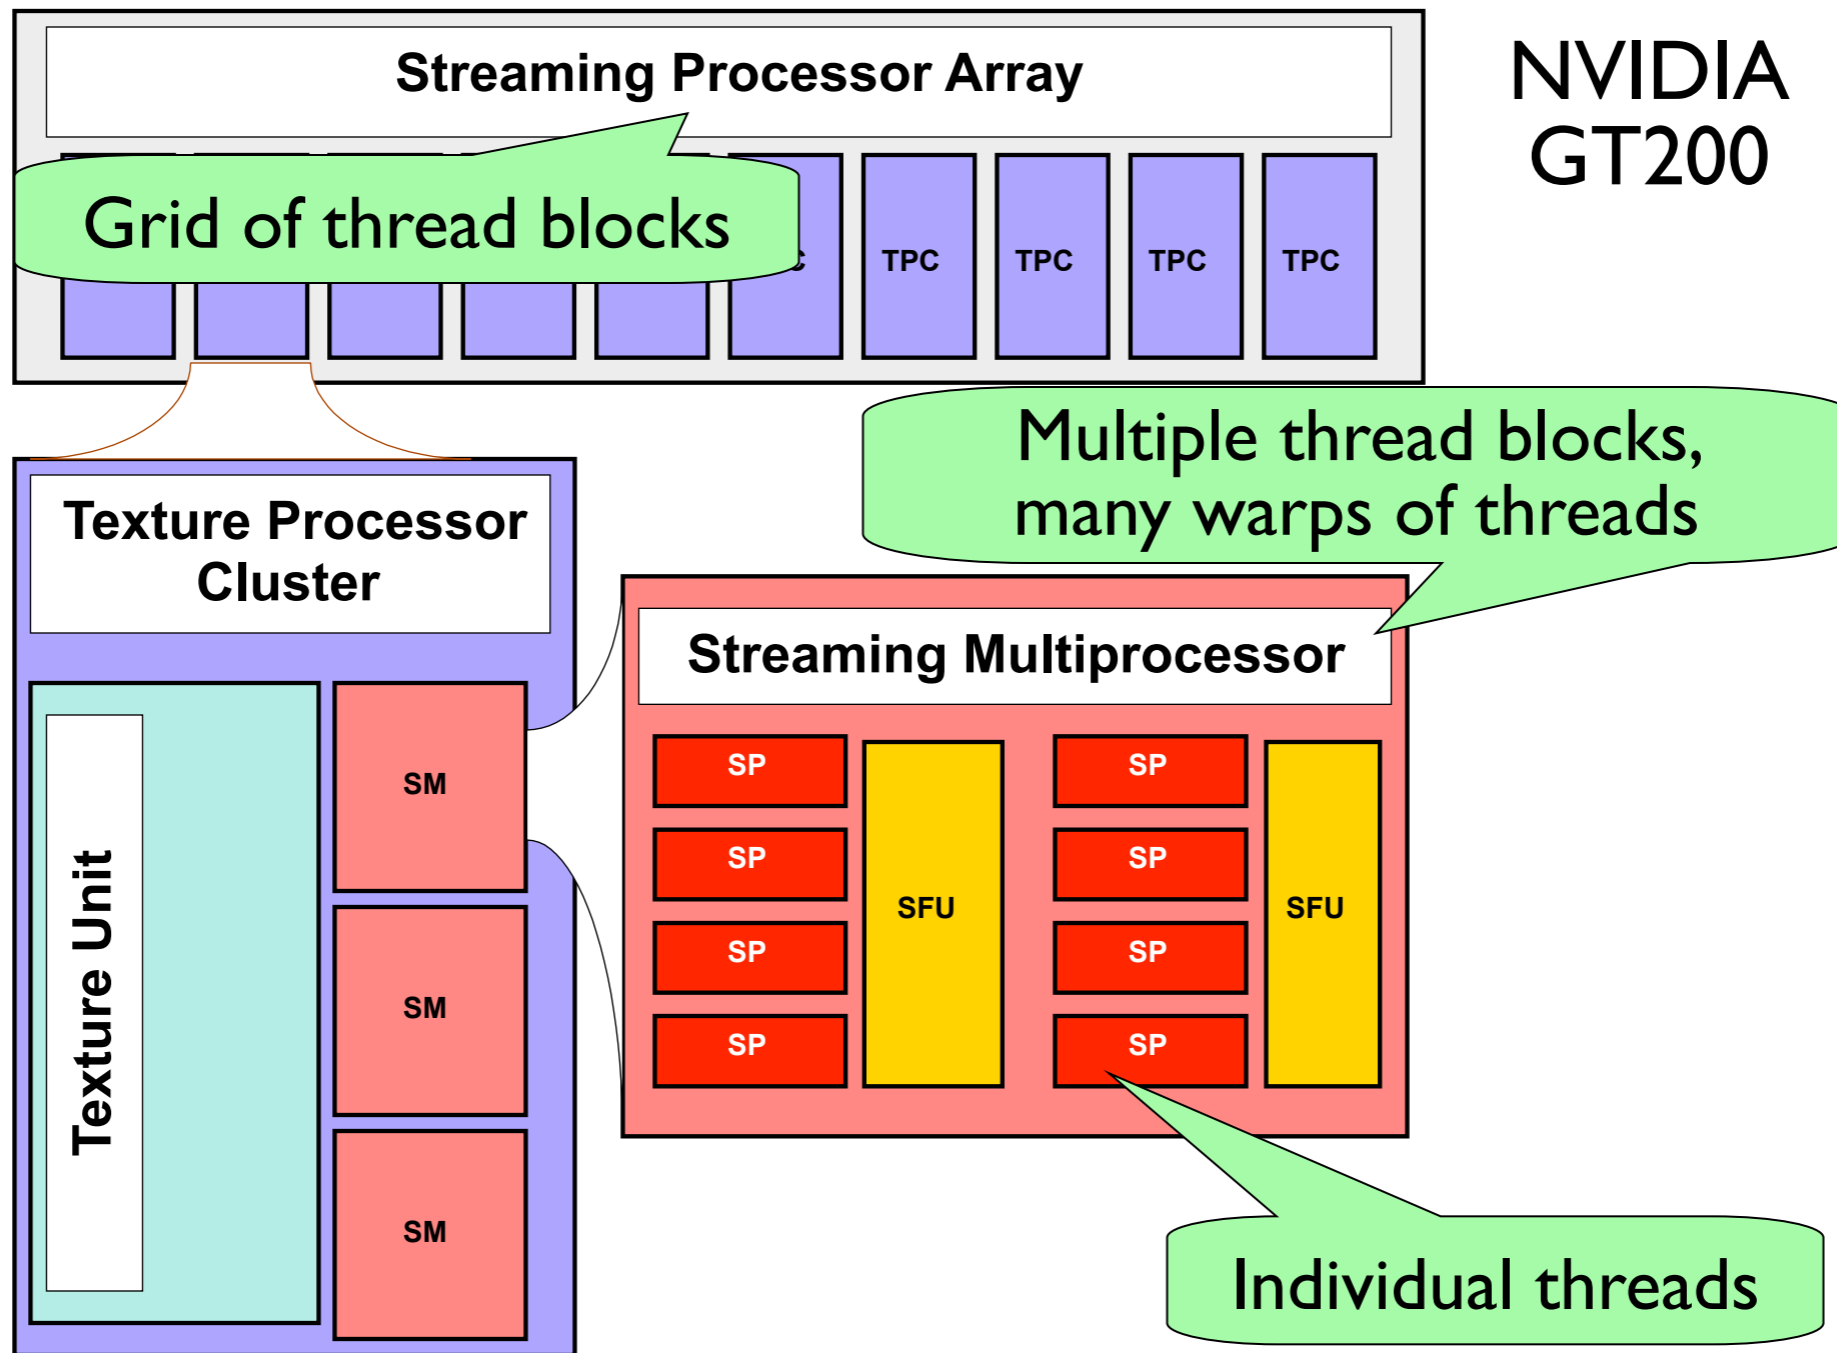 Streaming Processor Array
NVIDIA
GT200
Grid of thread blocks
TPC
TPC
TPC
TPC
Multiple thread blocks,
many warps of threads
Texture Processor
Cluster
Streaming Multiprocessor
Texture Unit
SM
SM
SM
SP
SP
SP
SP
SFU
SP
SP
SP
SP
SFU
Individual threads